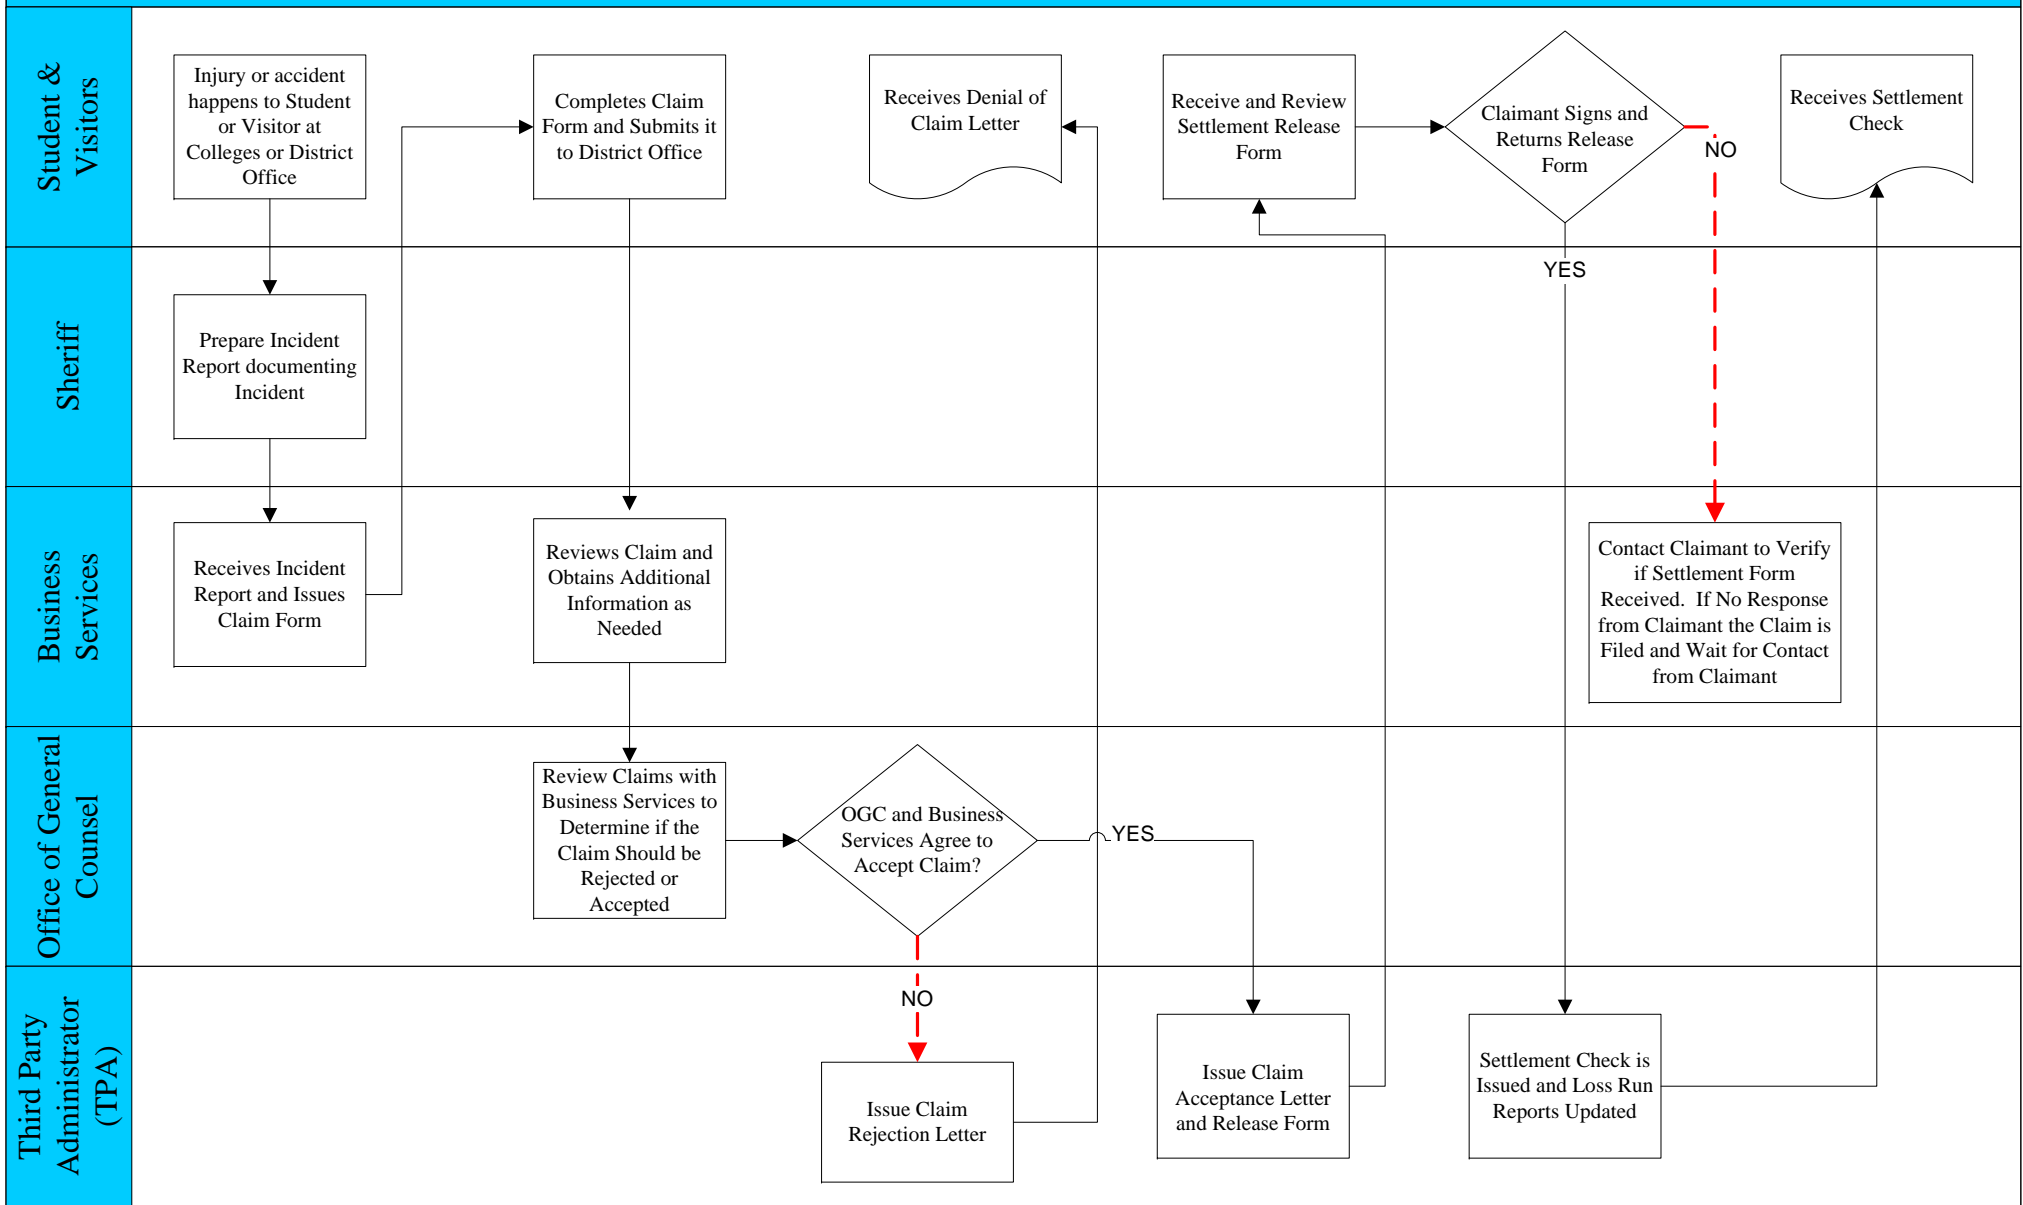 Student &
Visitors
Injury or accident
happens to Student
or Visitor at
Colleges or District
Office
Completes Claim
Form and Submits it
to District Office
Receives Denial of
Claim Letter
Receive and Review
Settlement Release
Form
Claimant Signs and
Returns Release
Form
NO
Receives Settlement
Check
YES
Sheriff
Prepare Incident
Report documenting
Incident
Business
Services
Receives Incident
Report and Issues
Claim Form
Reviews Claim and
Obtains Additional
Information as
Needed
Contact Claimant to Verify
if Settlement Form
Received.  If No Response
from Claimant the Claim is
Filed and Wait for Contact
from Claimant
Office of General
Counsel
Review Claims with
Business Services to
Determine if the
Claim Should be
Rejected or
Accepted
OGC and Business
Services Agree to
Accept Claim?
YES
NO
Third Party
Administrator
(TPA)
Issue Claim
Rejection Letter
Issue Claim
Acceptance Letter
and Release Form
Settlement Check is
Issued and Loss Run
Reports Updated